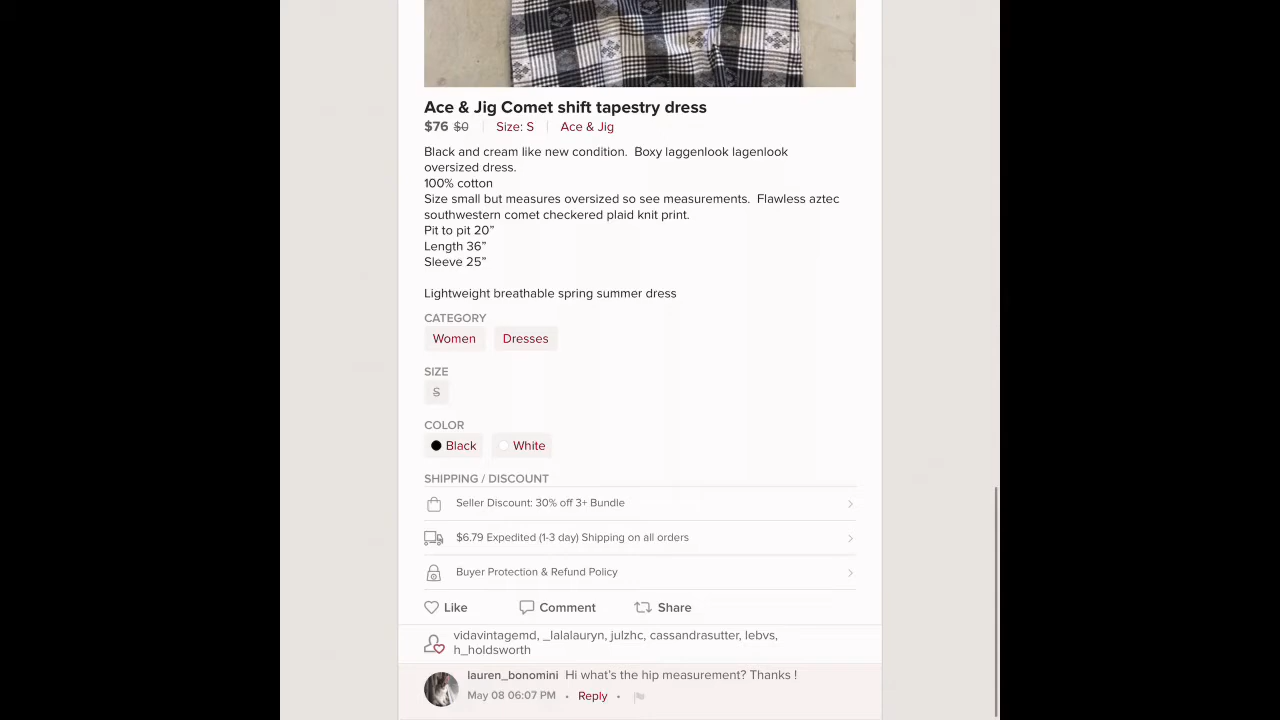 Ace & Jig Comet shift tapestry dress
$76 $0 Size: S Ace & Jig
Black and cream like new condition.  Boxy laggenlook lagenlook
oversized dress.
100% cotton
Size small but measures oversized so see measurements.  Flawless aztec
southwestern comet checkered plaid knit print.
Pit to pit 20”
Length 36”
Sleeve 25”
Lightweight breathable spring summer dress
CATEGORY
Women Dresses
SIZE
S
COLOR
Black White
SHIPPING / DISCOUNT
Seller Discount: 30% off 3+ Bundle
$6.79 Expedited (1-3 day) Shipping on all orders
Buyer Protection & Refund Policy
Like Comment Share
vidavintagemd, _lalalauryn, julzhc, cassandrasutter, lebvs,
h_holdsworth
lauren_bonomini Hi what’s the hip measurement? Thanks !
May 08 06:07 PM • Reply •